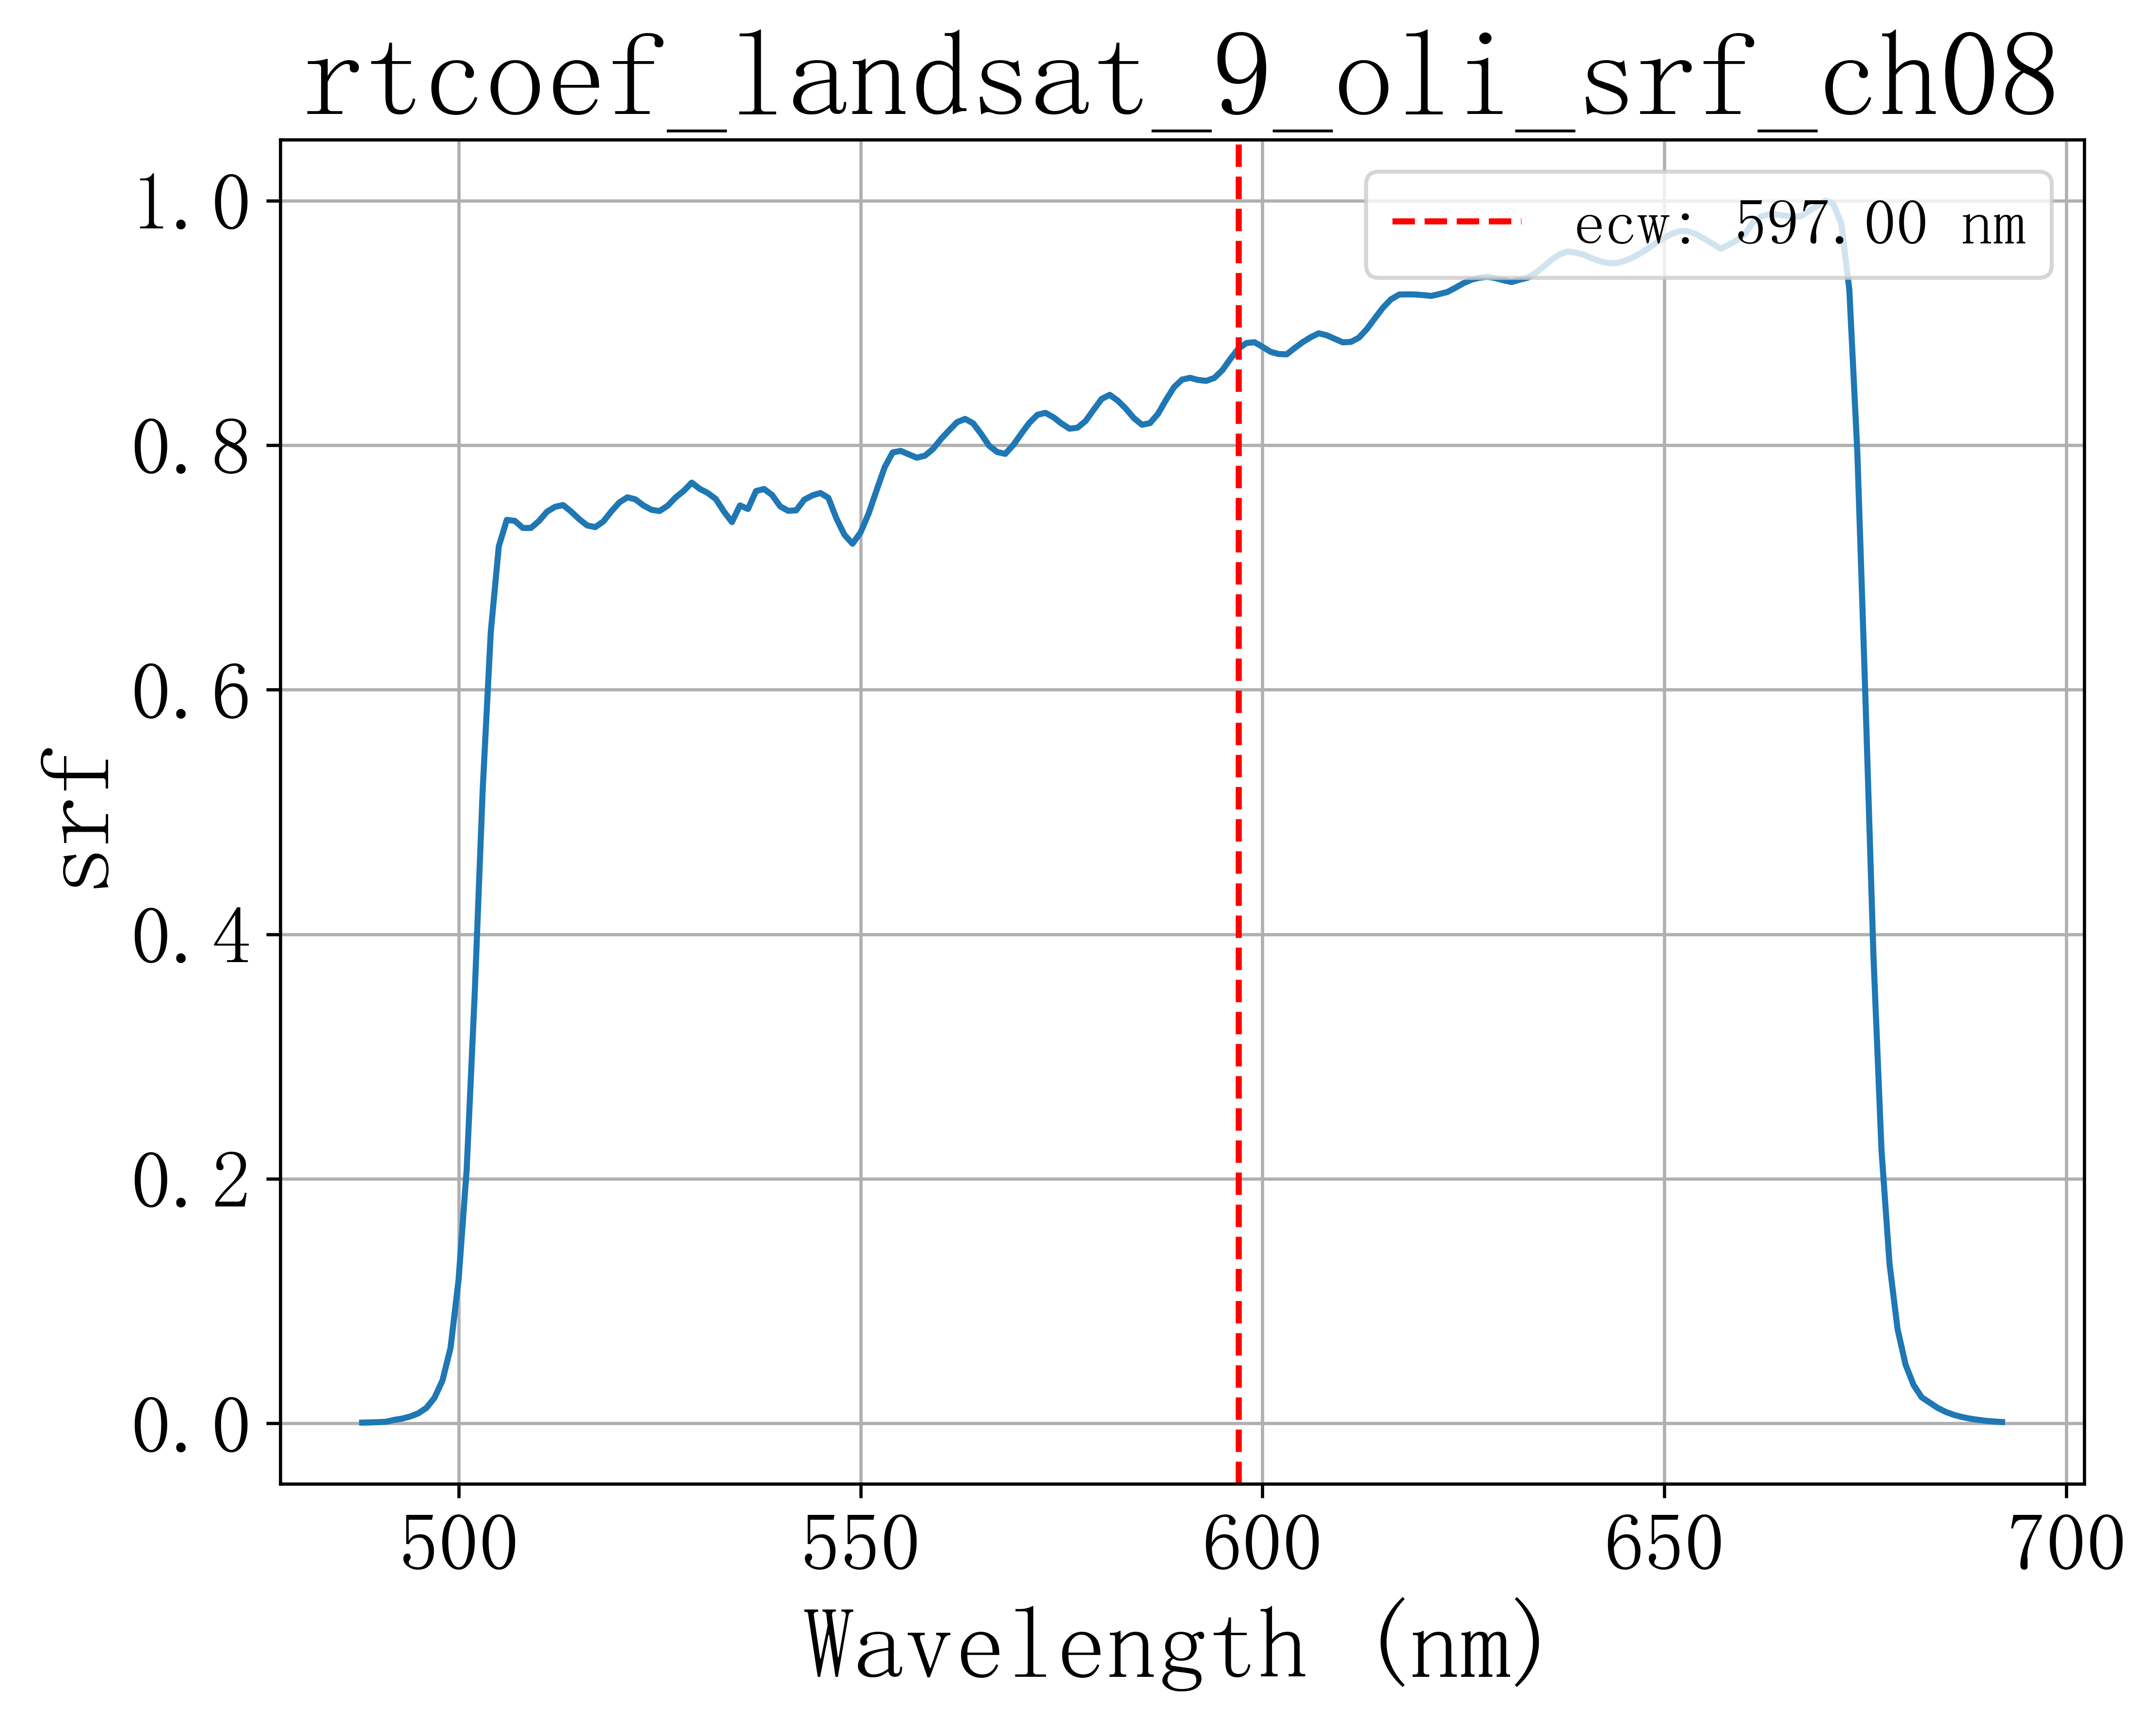 rtcoef_landsat_9_oli_srf_ch08
ecw: 597.00 nm
1.0
0.8
0.6
0.4
0.2
0.0
srf
500 550 600 650 700
Wavelength (nm)